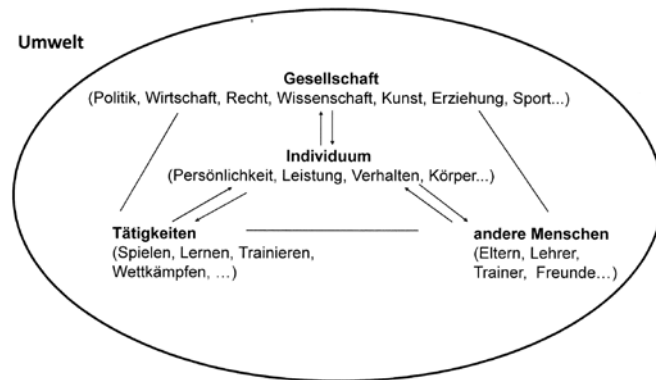 Umwelt
Gesellschaft
(Politik, Wirtschaft, Recht, Wissenschaft, Kunst, Erziehung, Sport...)
Individuum
(Persönlichkeit, Leistung, Verhalten, Körper...)
Tätigkeiten
(Spielen, Lernen, Trainieren,
Wettkämpfen, …)
andere Menschen
(Eltern, Lehrer,
Trainer, Freunde…)